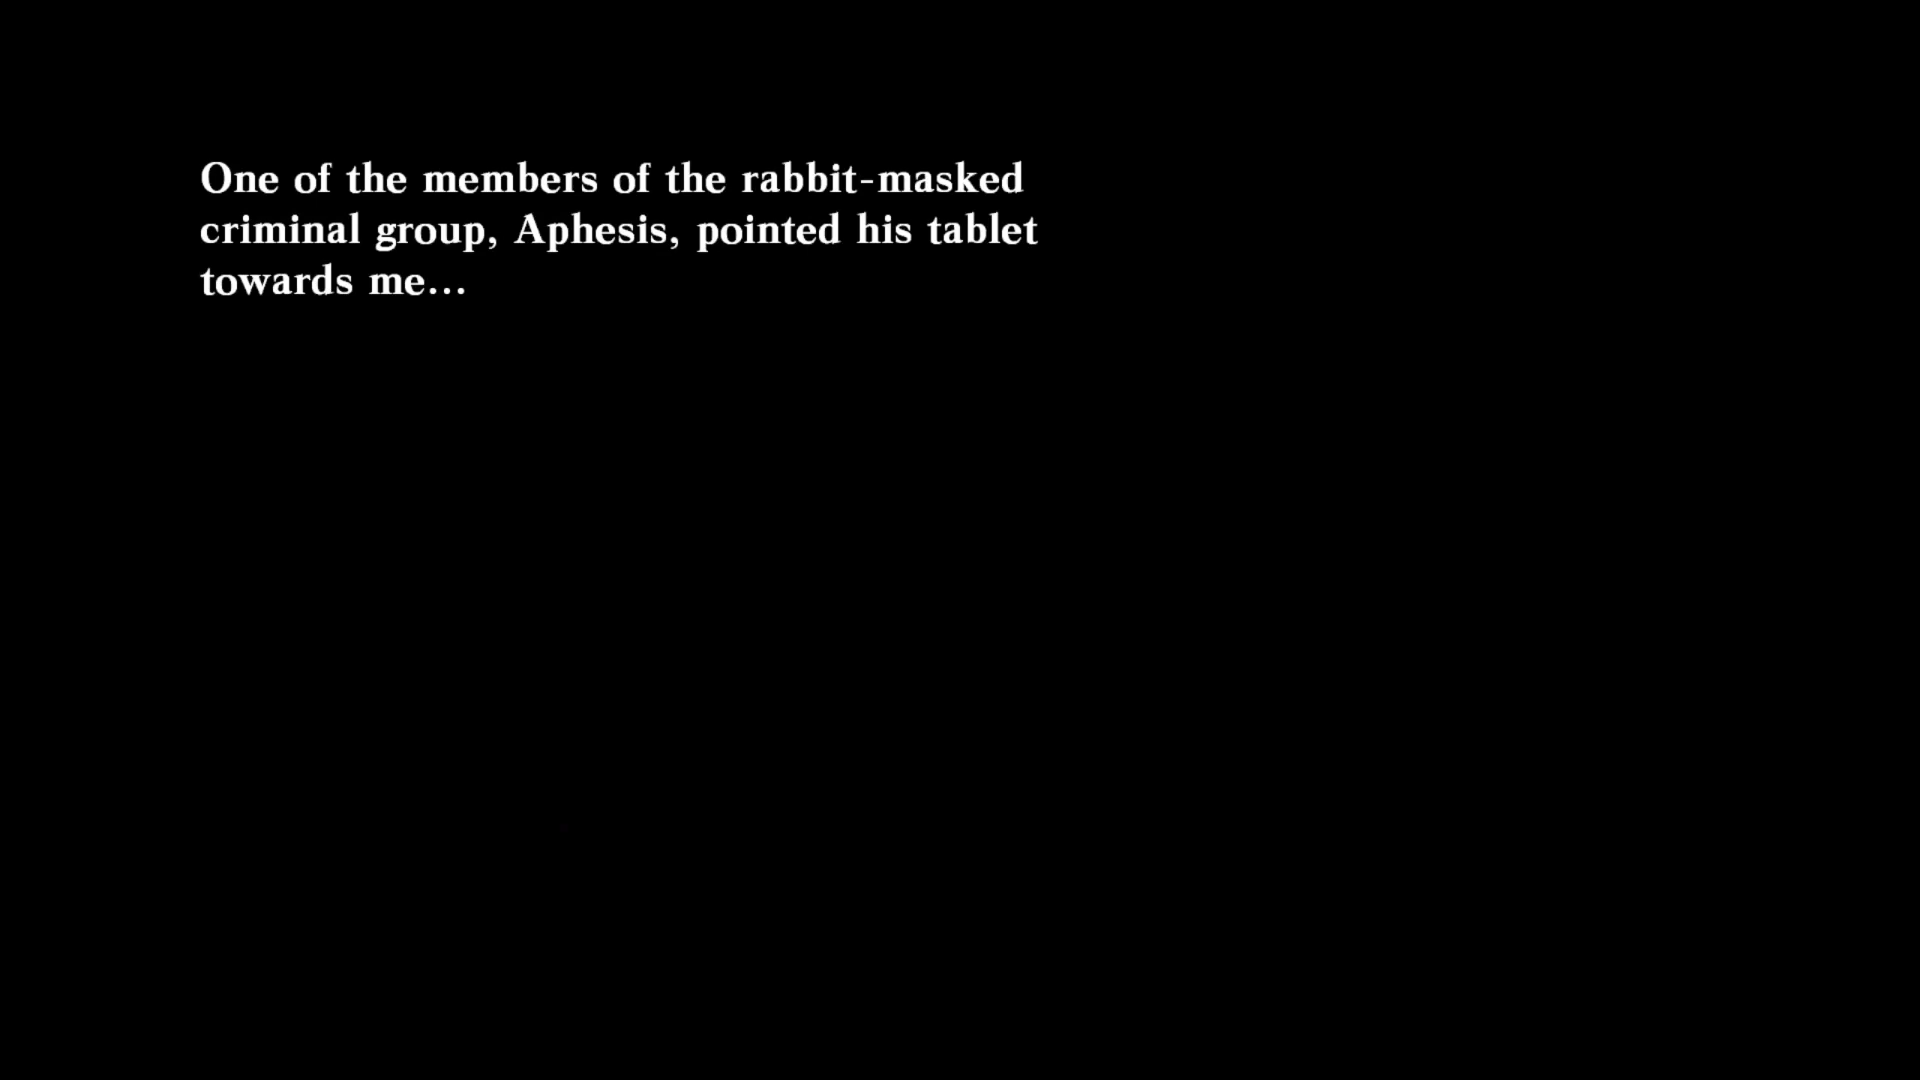 One of the members of the rabbit-masked
criminal group, Aphesis, pointed his tablet
towards me...